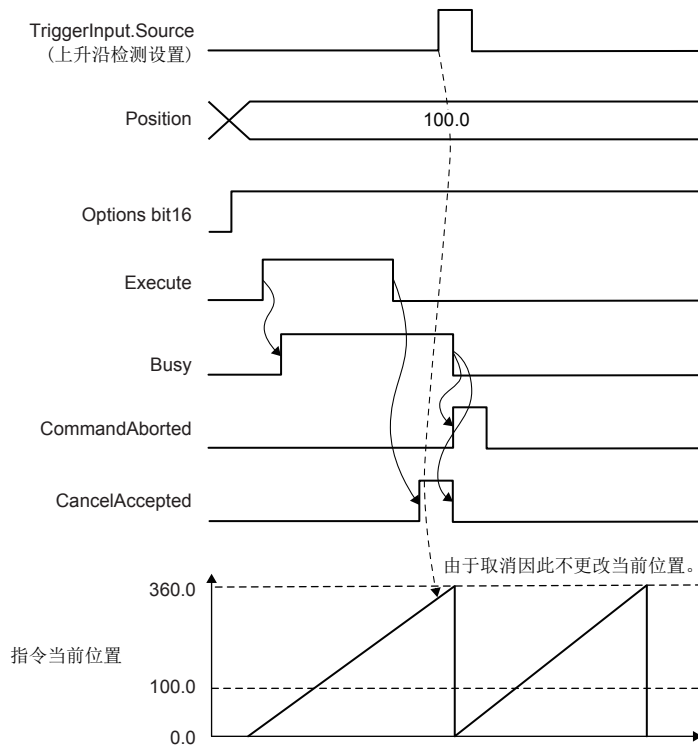 TriggerInput.Source
(上升沿检测设置)
Position
100.0
Options bit16
Execute
Busy
CommandAborted
CancelAccepted
由于取消因此不更改当前位置。
360.0
指令当前位置
100.0
0.0